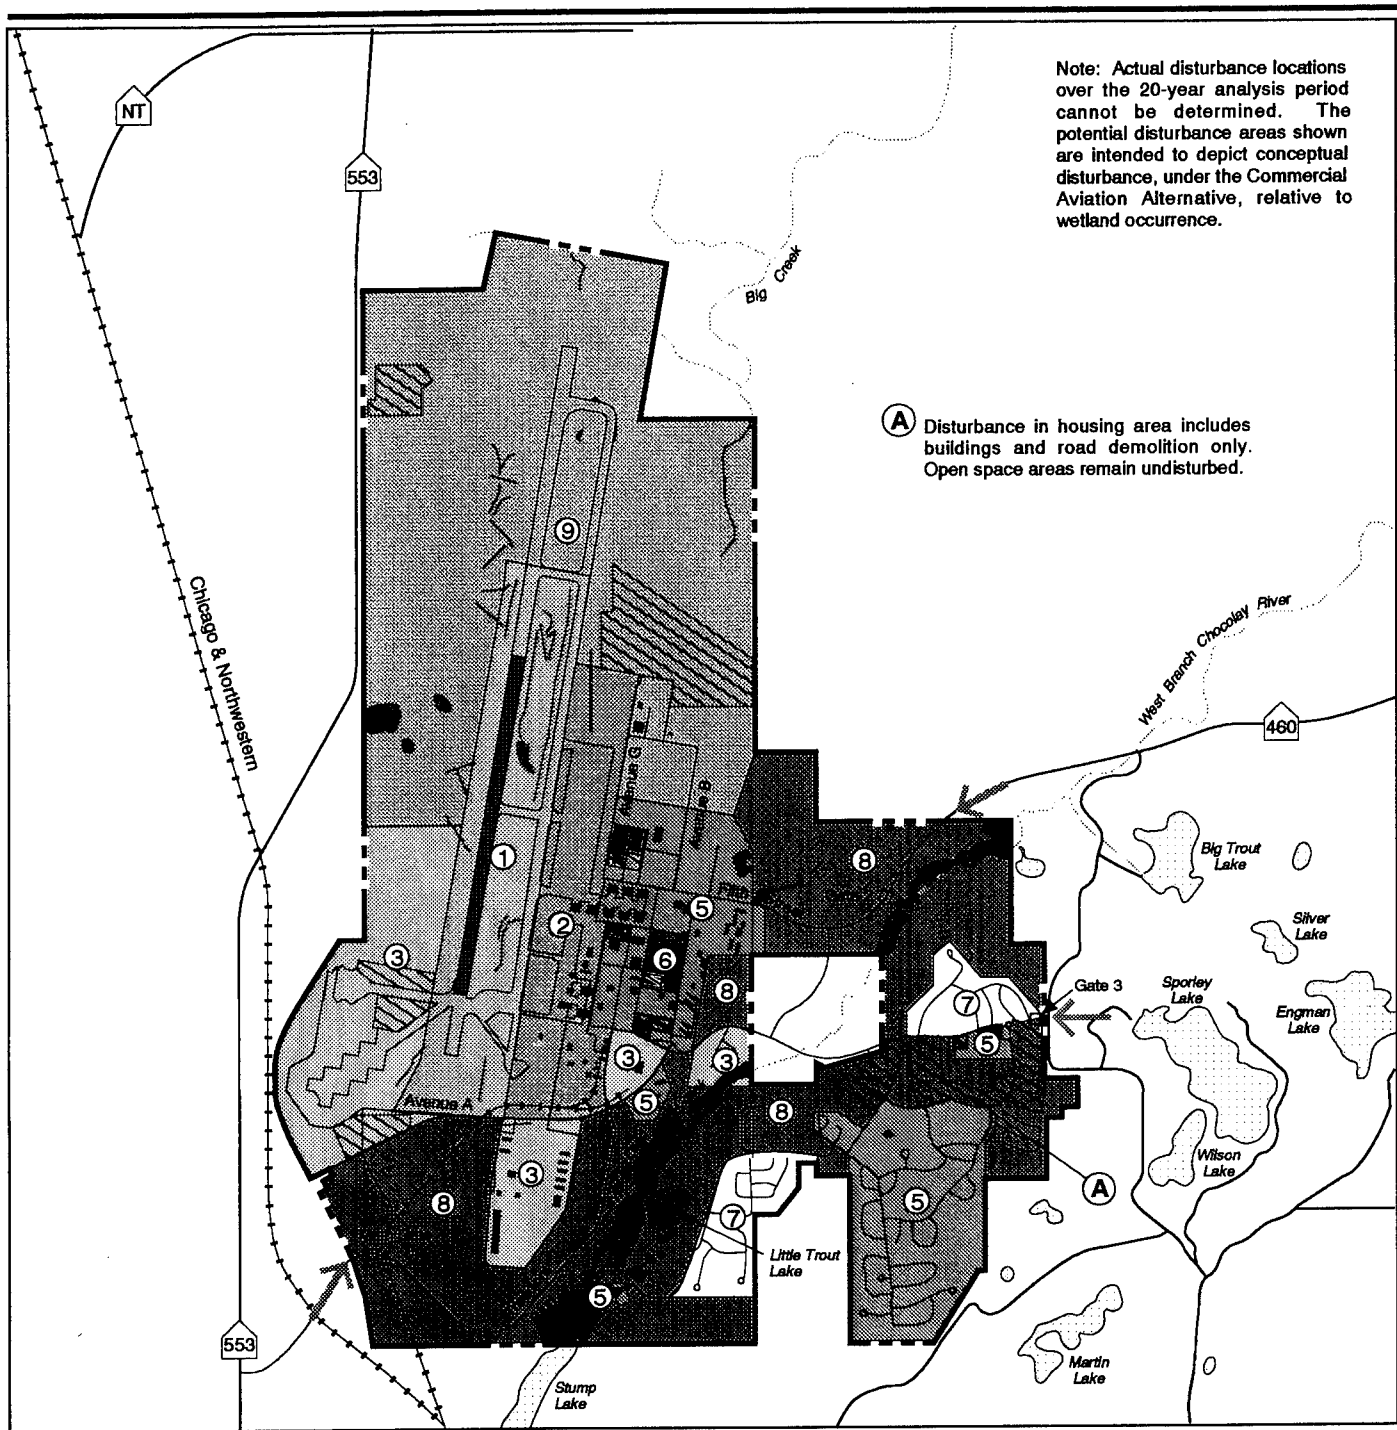 Note: Actual disturbance locations
over the 20-year analysis period
cannot be determined. The
potential disturbance areas shown
are intended to depict conceptual
disturbance, under the Commercial
Aviation Alternative, relative to
wetland occurrence.
NT
553
Big Creek
A
Disturbance in housing area includes
buildings and road demolition only.
Open space areas remain undisturbed.
9
Chicago & Northwestern
West Branch Chocolay River
460
Avenue G
1
8
Big Trout
Lake
5
2
Silver
Lake
3
6
8
7
Gate 3
Sporley
Lake
Engman
Lake
5
3
3
5
Avenue A
8
Wilson
Lake
3
8
5
A
7
Little Trout
Lake
5
553
Martin
Lake
Stump
Lake